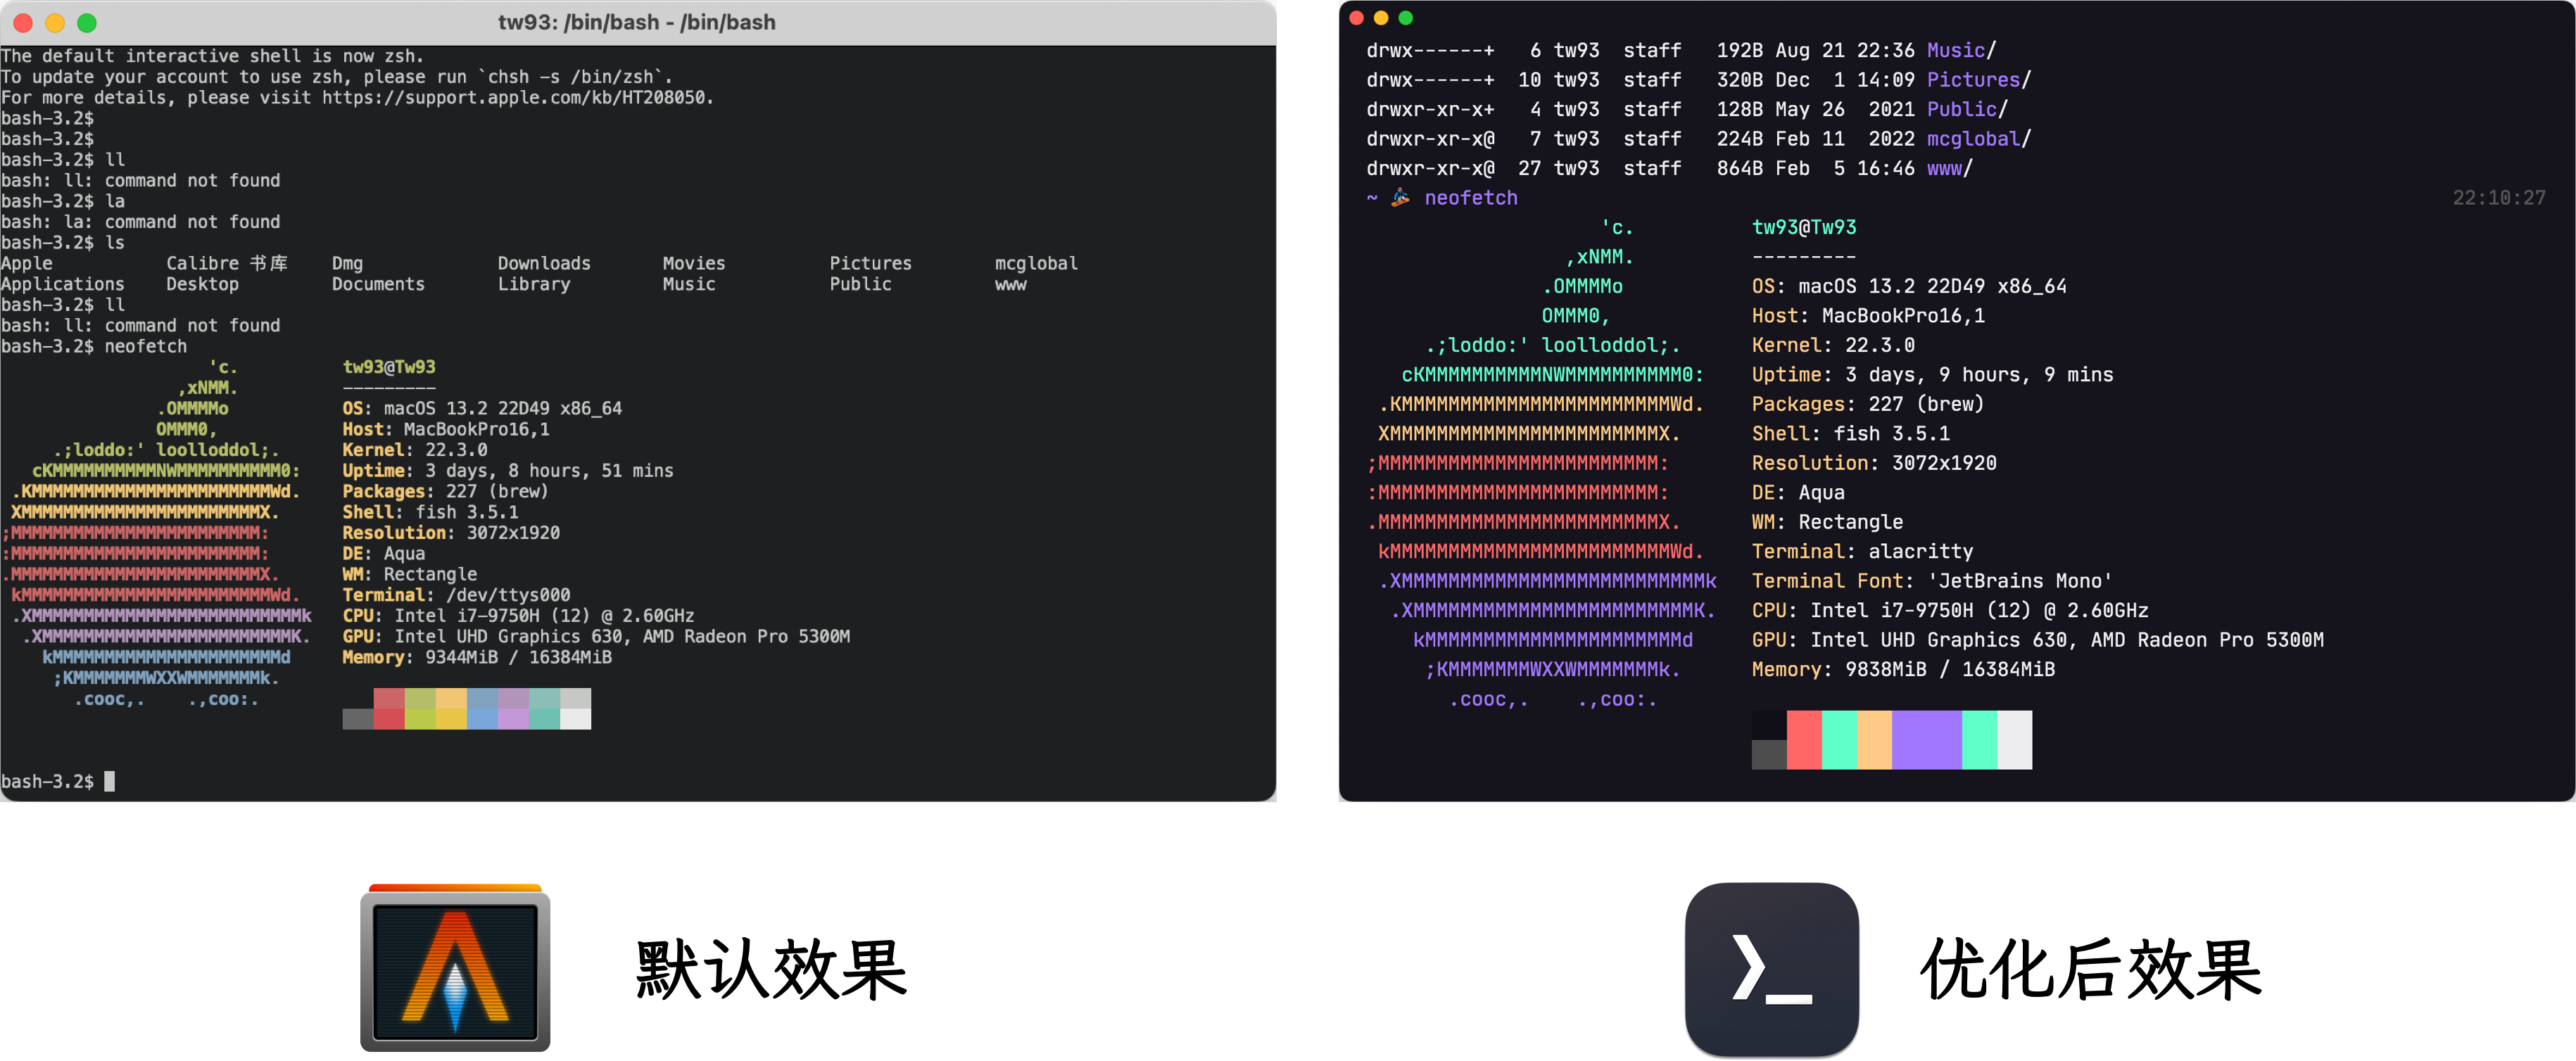 tw93: /bin/bash - /bin/bash
The default interactive shell is now zsh.
To update your account to use zsh, please run `chsh -s /bin/zsh`.
For more details, please visit https://support.apple.com/kb/HT208050.
bash-3.2$
bash-3.2$
bash-3.2$ ll
bash: ll: command not found
bash-3.2$ la
bash: la: command not found
bash-3.2$ ls
Apple Calibre 书库 Dmg Downloads Movies Pictures mcglobal
Applications Desktop Documents Library Music Public www
bash-3.2$ ll
bash: ll: command not found
bash-3.2$ neofetch
'c. tw93@Tw93
,xNMM. ---------
.OMMMMo OS: macOS 13.2 22D49 x86_64
OMMM0, Host: MacBookPro16,1
.;loddo:' loolloddol;. Kernel: 22.3.0
cKMMMMMMMMMMNWMMMMMMMMMM0: Uptime: 3 days, 8 hours, 51 mins
.KMMMMMMMMMMMMMMMMMMMMMMMWd. Packages: 227 (brew)
XMMMMMMMMMMMMMMMMMMMMMMMX. Shell: fish 3.5.1
;MMMMMMMMMMMMMMMMMMMMMMMM: Resolution: 3072x1920
:MMMMMMMMMMMMMMMMMMMMMMMM: DE: Aqua
.MMMMMMMMMMMMMMMMMMMMMMMMX. WM: Rectangle
kMMMMMMMMMMMMMMMMMMMMMMMMWd. Terminal: /dev/ttys000
.XMMMMMMMMMMMMMMMMMMMMMMMMMMk CPU: Intel i7-9750H (12) @ 2.60GHz
.XMMMMMMMMMMMMMMMMMMMMMMMMK. GPU: Intel UHD Graphics 630, AMD Radeon Pro 5300M
kMMMMMMMMMMMMMMMMMMMMMMd Memory: 9344MiB / 16384MiB
;KMMMMMMMWXXWMMMMMMMk.
.cooc,. .,coo:.
bash-3.2$
drwx------+ 6 tw93 staff 192B Aug 21 22:36 Music/
drwx------+ 10 tw93 staff 320B Dec 1 14:09 Pictures/
drwxr-xr-x+ 4 tw93 staff 128B May 26 2021 Public/
drwxr-xr-x@ 7 tw93 staff 224B Feb 11 2022 mcglobal/
drwxr-xr-x@ 27 tw93 staff 864B Feb 5 16:46 www/
~ 🏂 neofetch 22:10:27
'c. tw93@Tw93
,xNMM. ---------
.OMMMMo OS: macOS 13.2 22D49 x86_64
OMMM0, Host: MacBookPro16,1
.;loddo:' loolloddol;. Kernel: 22.3.0
cKMMMMMMMMMMNWMMMMMMMMMM0: Uptime: 3 days, 9 hours, 9 mins
.KMMMMMMMMMMMMMMMMMMMMMMMWd. Packages: 227 (brew)
XMMMMMMMMMMMMMMMMMMMMMMMX. Shell: fish 3.5.1
;MMMMMMMMMMMMMMMMMMMMMMMM: Resolution: 3072x1920
:MMMMMMMMMMMMMMMMMMMMMMMM: DE: Aqua
.MMMMMMMMMMMMMMMMMMMMMMMMX. WM: Rectangle
kMMMMMMMMMMMMMMMMMMMMMMMMWd. Terminal: alacritty
.XMMMMMMMMMMMMMMMMMMMMMMMMMMk Terminal Font: 'JetBrains Mono'
.XMMMMMMMMMMMMMMMMMMMMMMMMK. CPU: Intel i7-9750H (12) @ 2.60GHz
kMMMMMMMMMMMMMMMMMMMMMMd GPU: Intel UHD Graphics 630, AMD Radeon Pro 5300M
;KMMMMMMMWXXWMMMMMMMk. Memory: 9838MiB / 16384MiB
.cooc,. .,coo:.
默认效果
优化后效果